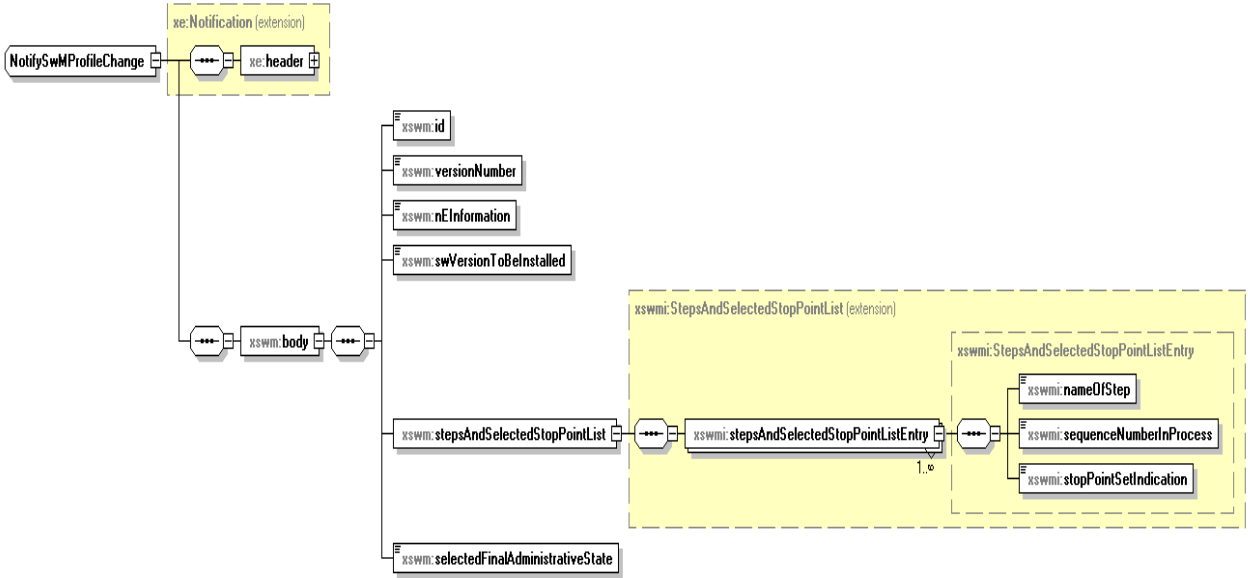 xe:Notification (extension)
NotifySwMProfileChange
xe:header
xswm:id
xswm:versionNumber
xswm:nEInformation
xswm:swVersionToBeInstalled
xswmi:StepsAndSelectedStopPointList (extension)
xswmi:StepsAndSelectedStopPointListEntry
xswm:body
xswmi:nameOfStep
xswm:stepsAndSelectedStopPointList
xswmi:stepsAndSelectedStopPointListEntry
xswmi:sequenceNumberInProcess
1..∞
xswmi:stopPointSetIndication
xswm:selectedFinalAdministrativeState